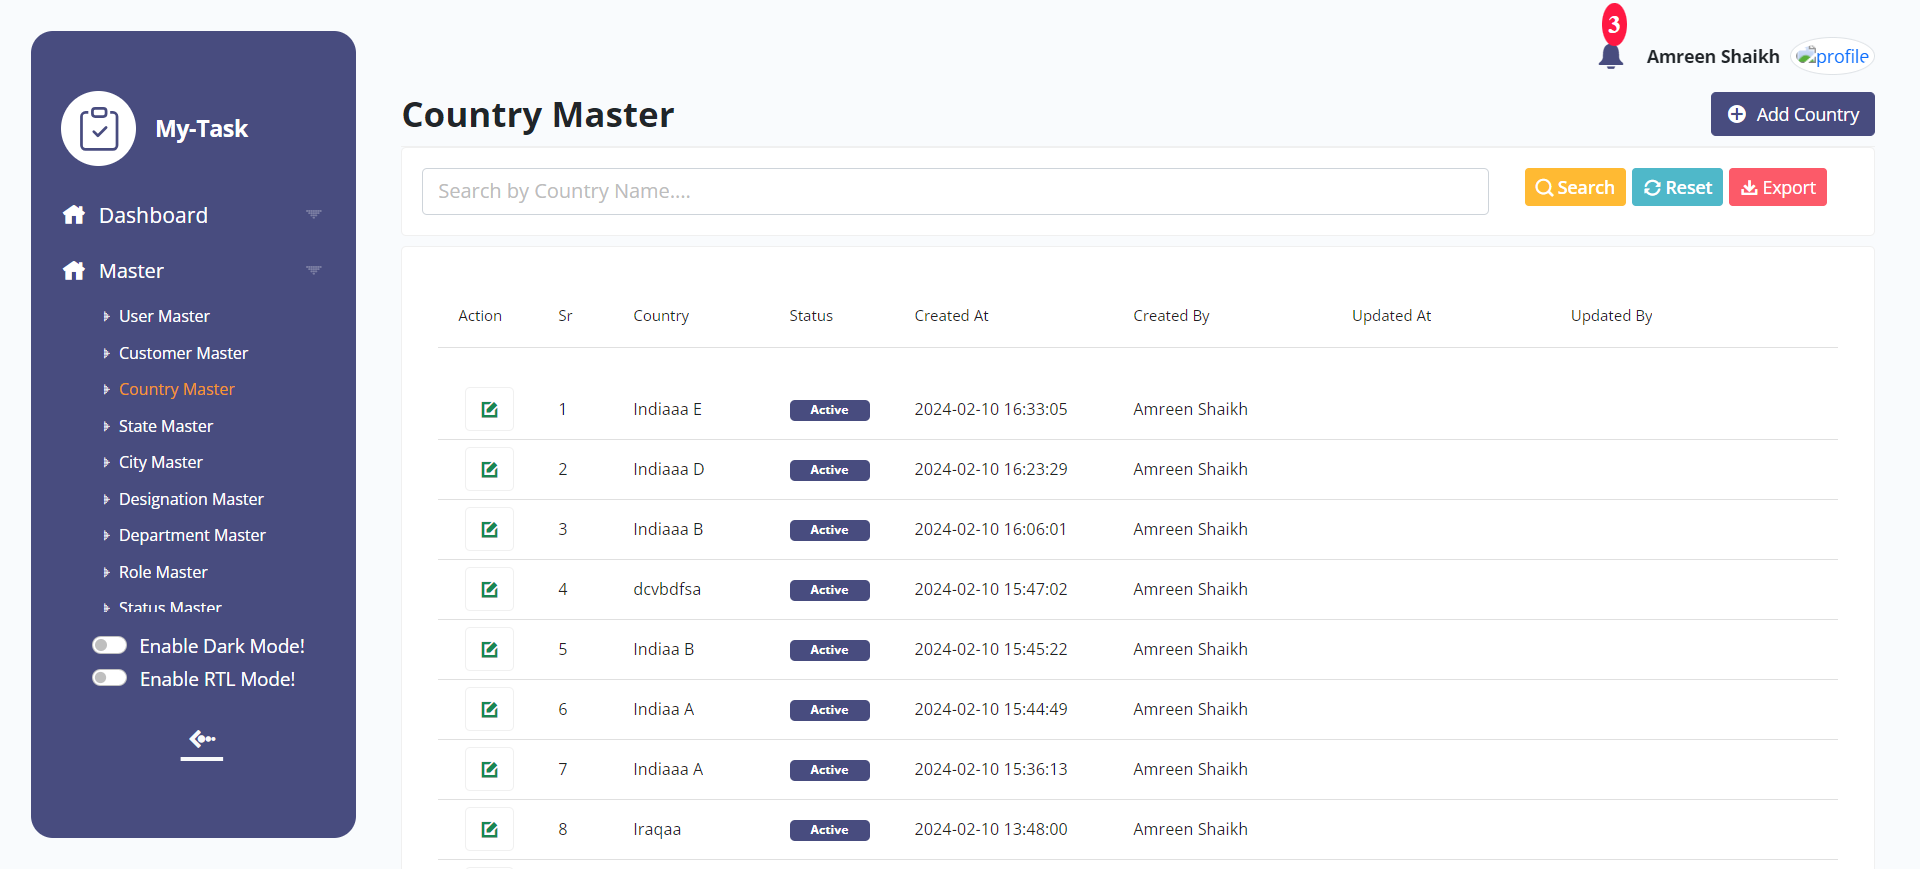 3
Amreen Shaikh profile
My-Task
Dashboard
Master
User Master
Customer Master
Country Master
State Master
City Master
Designation Master
Department Master
Role Master
Status Master
Enable Dark Mode!
Enable RTL Mode!
Country Master
Add Country
Search by Country Name....
Search Reset Export
Action Sr Country Status Created At Created By Updated At Updated By
1 Indiaaa E Active 2024-02-10 16:33:05 Amreen Shaikh
2 Indiaaa D Active 2024-02-10 16:23:29 Amreen Shaikh
3 Indiaaa B Active 2024-02-10 16:06:01 Amreen Shaikh
4 dcvbdfsa Active 2024-02-10 15:47:02 Amreen Shaikh
5 Indiaa B Active 2024-02-10 15:45:22 Amreen Shaikh
6 Indiaa A Active 2024-02-10 15:44:49 Amreen Shaikh
7 Indiaaa A Active 2024-02-10 15:36:13 Amreen Shaikh
8 Iraqaa Active 2024-02-10 13:48:00 Amreen Shaikh